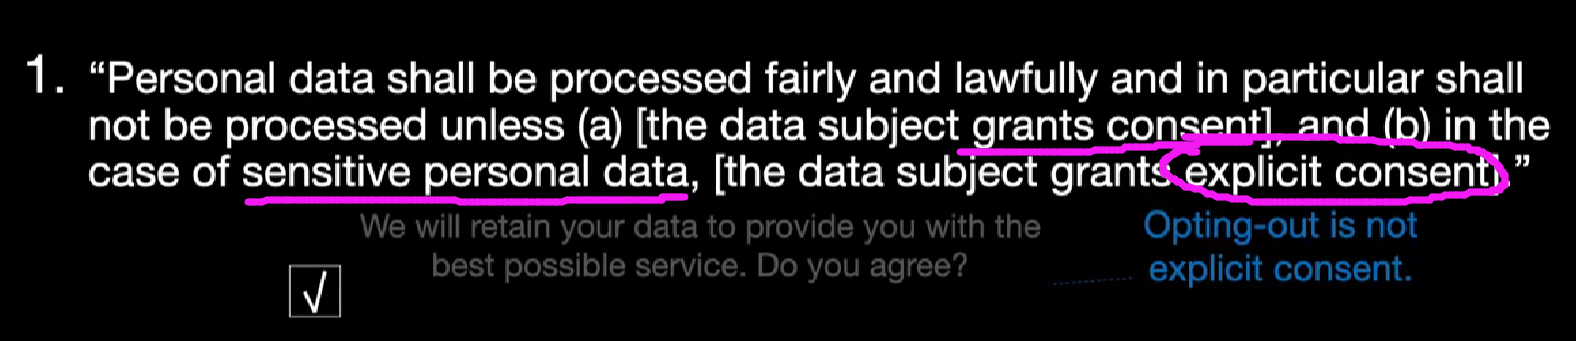 1. “Personal data shall be processed fairly and lawfully and in particular shall
not be processed unless (a) [the data subject grants consent], and (b) in the
case of sensitive personal data, [the data subject grants explicit consent].”
We will retain your data to provide you with the
best possible service. Do you agree?
√
Opting-out is not
explicit consent.